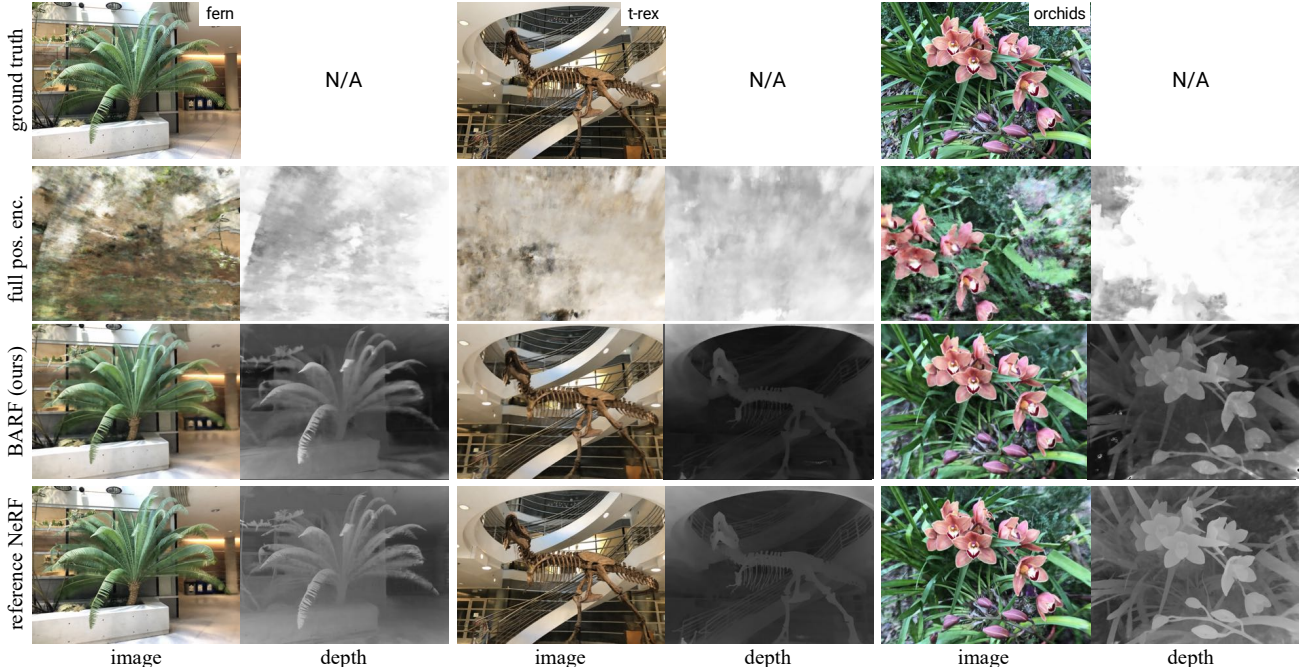 fern
t-rex
orchids
ground truth
N/A
N/A
N/A
full pos. enc.
BARF (ours)
reference NeRF
image
depth
image
depth
image
depth